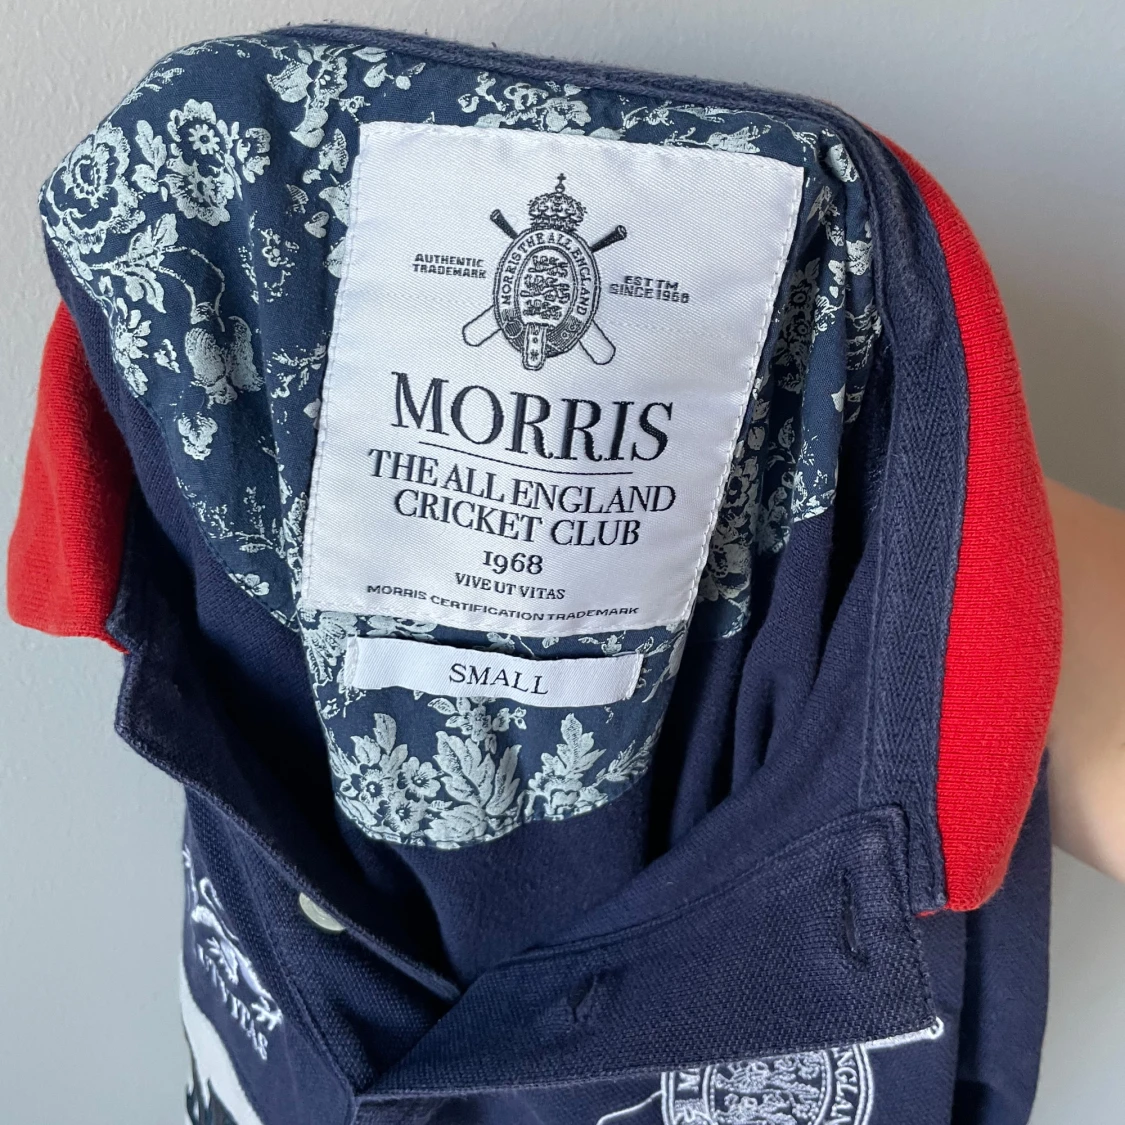 MORRIS THE ALL ENGLAND
AUTHENTIC
TRADEMARK
EST TM
SINCE 1968
MORRIS
THE ALL ENGLAND
CRICKET CLUB
1968
VIVE UT VITAS
MORRIS CERTIFICATION TRADEMARK
SMALL
ENGLAND